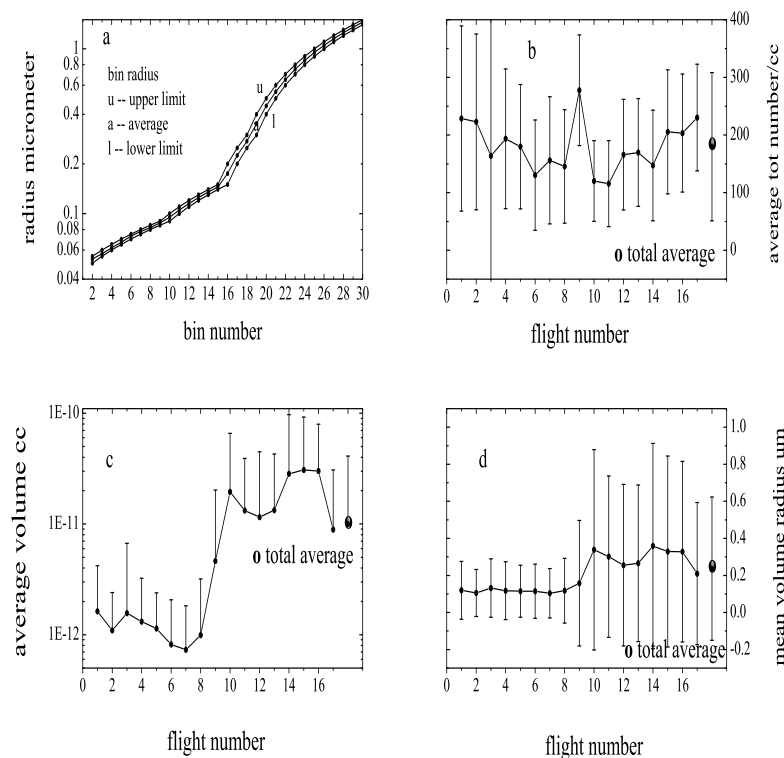 a
bin radius
u -- upper limit
a -- average
l -- lower limit
u
l
radius micrometer
1
0.8
0.6
0.4
0.2
0.1
0.08
0.06
0.04
2 4 6 8 10 12 14 16 18 20 22 24 26 28 30
bin number
b
400
300
200
100
0
average tot number/cc
o total average
0 2 4 6 8 10 12 14 16
flight number
c
1E-10
1E-11
1E-12
average volume cc
o total average
0 2 4 6 8 10 12 14 16
flight number
d
1.0
0.8
0.6
0.4
0.2
0.0
-0.2
mean volume radius um
o total average
0 2 4 6 8 10 12 14 16
flight number